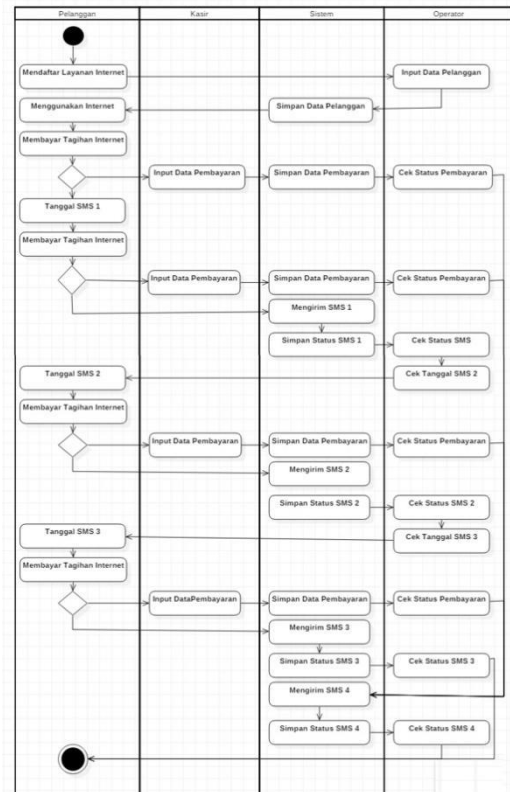 Pelanggan Kasir Sistem Operator
Mendaftar Layanan Internet Input Data Pelanggan
Menggunakan Internet Simpan Data Pelanggan
Membayar Tagihan Internet
Input Data Pembayaran Simpan Data Pembayaran Cek Status Pembayaran
Tanggal SMS 1
Membayar Tagihan Internet
Input Data Pembayaran Simpan Data Pembayaran Cek Status Pembayaran
Mengirim SMS 1
Simpan Status SMS 1 Cek Status SMS
Tanggal SMS 2 Cek Tanggal SMS 2
Membayar Tagihan Internet
Input Data Pembayaran Simpan Data Pembayaran Cek Status Pembayaran
Mengirim SMS 2
Simpan Status SMS 2 Cek Status SMS 2
Tanggal SMS 3 Cek Tanggal SMS 3
Membayar Tagihan Internet
Input DataPembayaran Simpan Data Pembayaran Cek Status Pembayaran
Mengirim SMS 3
Simpan Status SMS 3 Cek Status SMS 3
Mengirim SMS 4
Simpan Status SMS 4 Cek Status SMS 4